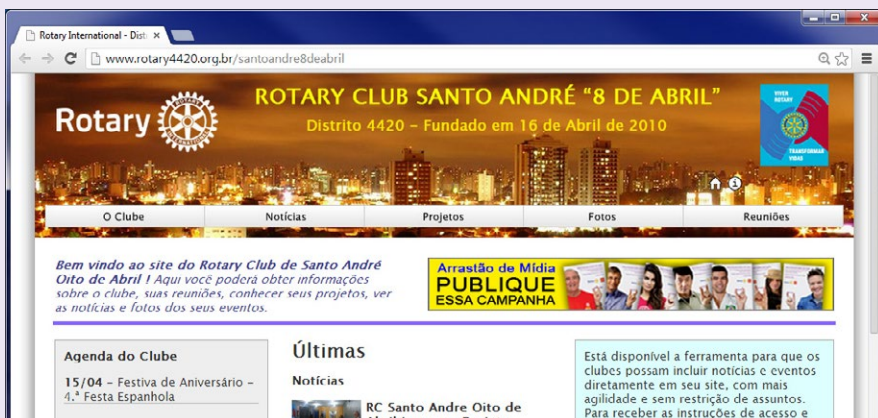 Rotary International - Dist
www.rotary4420.org.br/santoandre8deabril
ROTARY CLUB SANTO ANDRÉ “8 DE ABRIL”
Distrito 4420 – Fundado em 16 de Abril de 2010
Rotary
VIVER
ROTARY
TRANSFORMAR
VIDAS
O Clube
Notícias
Projetos
Fotos
Reuniões
Bem vindo ao site do Rotary Club de Santo André
Oito de Abril ! Aqui você poderá obter informações
sobre o clube, suas reuniões, conhecer seus projetos, ver
as notícias e fotos dos seus eventos.
Arrastão de Mídia
PUBLIQUE
ESSA CAMPANHA
Agenda do Clube
15/04 – Festiva de Aniversário –
4.ª Festa Espanhola
Últimas
Notícias
RC Santo Andre Oito de
Está disponível a ferramenta para que os
clubes possam incluir notícias e eventos
diretamente em seu site, com mais
agilidade e sem restrição de assuntos.
Para receber as instruções de acesso e